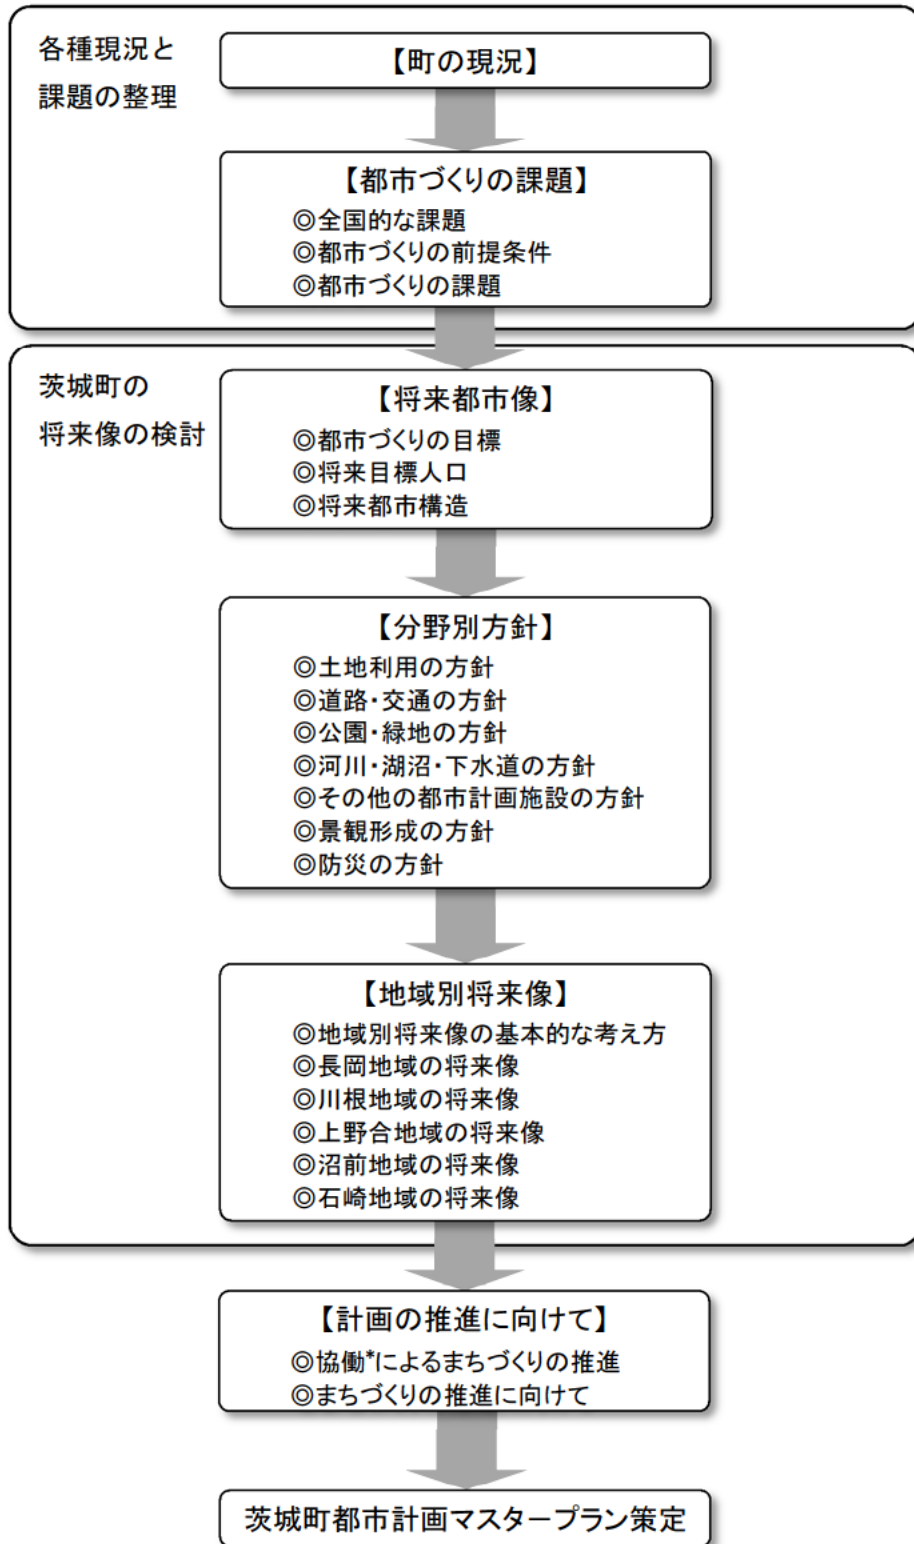 各種現況と
課題の整理
【町の現況】
【都市づくりの課題】
◎全国的な課題
◎都市づくりの前提条件
◎都市づくりの課題
茨城町の
将来像の検討
【将来都市像】
◎都市づくりの目標
◎将来目標人口
◎将来都市構造
【分野別方針】
◎土地利用の方針
◎道路・交通の方針
◎公園・緑地の方針
◎河川・湖沼・下水道の方針
◎その他の都市計画施設の方針
◎景観形成の方針
◎防災の方針
【地域別将来像】
◎地域別将来像の基本的な考え方
◎長岡地域の将来像
◎川根地域の将来像
◎上野合地域の将来像
◎沼前地域の将来像
◎石崎地域の将来像
【計画の推進に向けて】
◎協働*によるまちづくりの推進
◎まちづくりの推進に向けて
茨城町都市計画マスタープラン策定